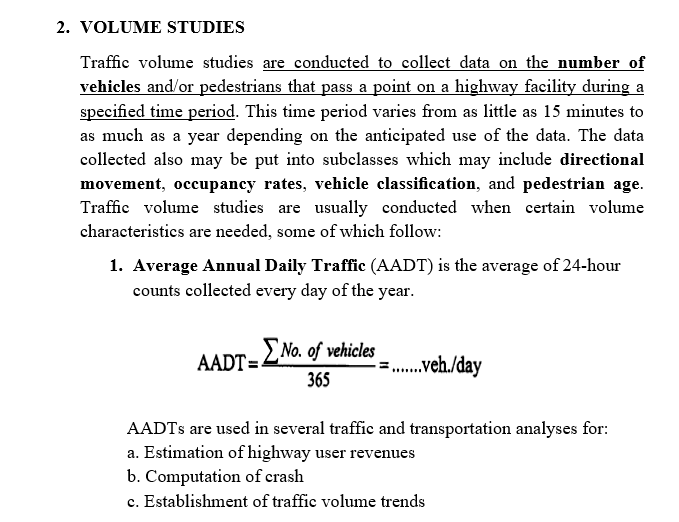 2. VOLUME STUDIES
Traffic volume studies are conducted to collect data on the number of
vehicles and/or pedestrians that pass a point on a highway facility during a
specified time period. This time period varies from as little as 15 minutes to
as much as a year depending on the anticipated use of the data. The data
collected also may be put into subclasses which may include directional
movement, occupancy rates, vehicle classification, and pedestrian age.
Traffic volume studies are usually conducted when certain volume
characteristics are needed, some of which follow:
1. Average Annual Daily Traffic (AADT) is the average of 24-hour
counts collected every day of the year.
AADT = ∑ No. of vehicles / 365 = .......veh./day
AADTs are used in several traffic and transportation analyses for:
a. Estimation of highway user revenues
b. Computation of crash
c. Establishment of traffic volume trends